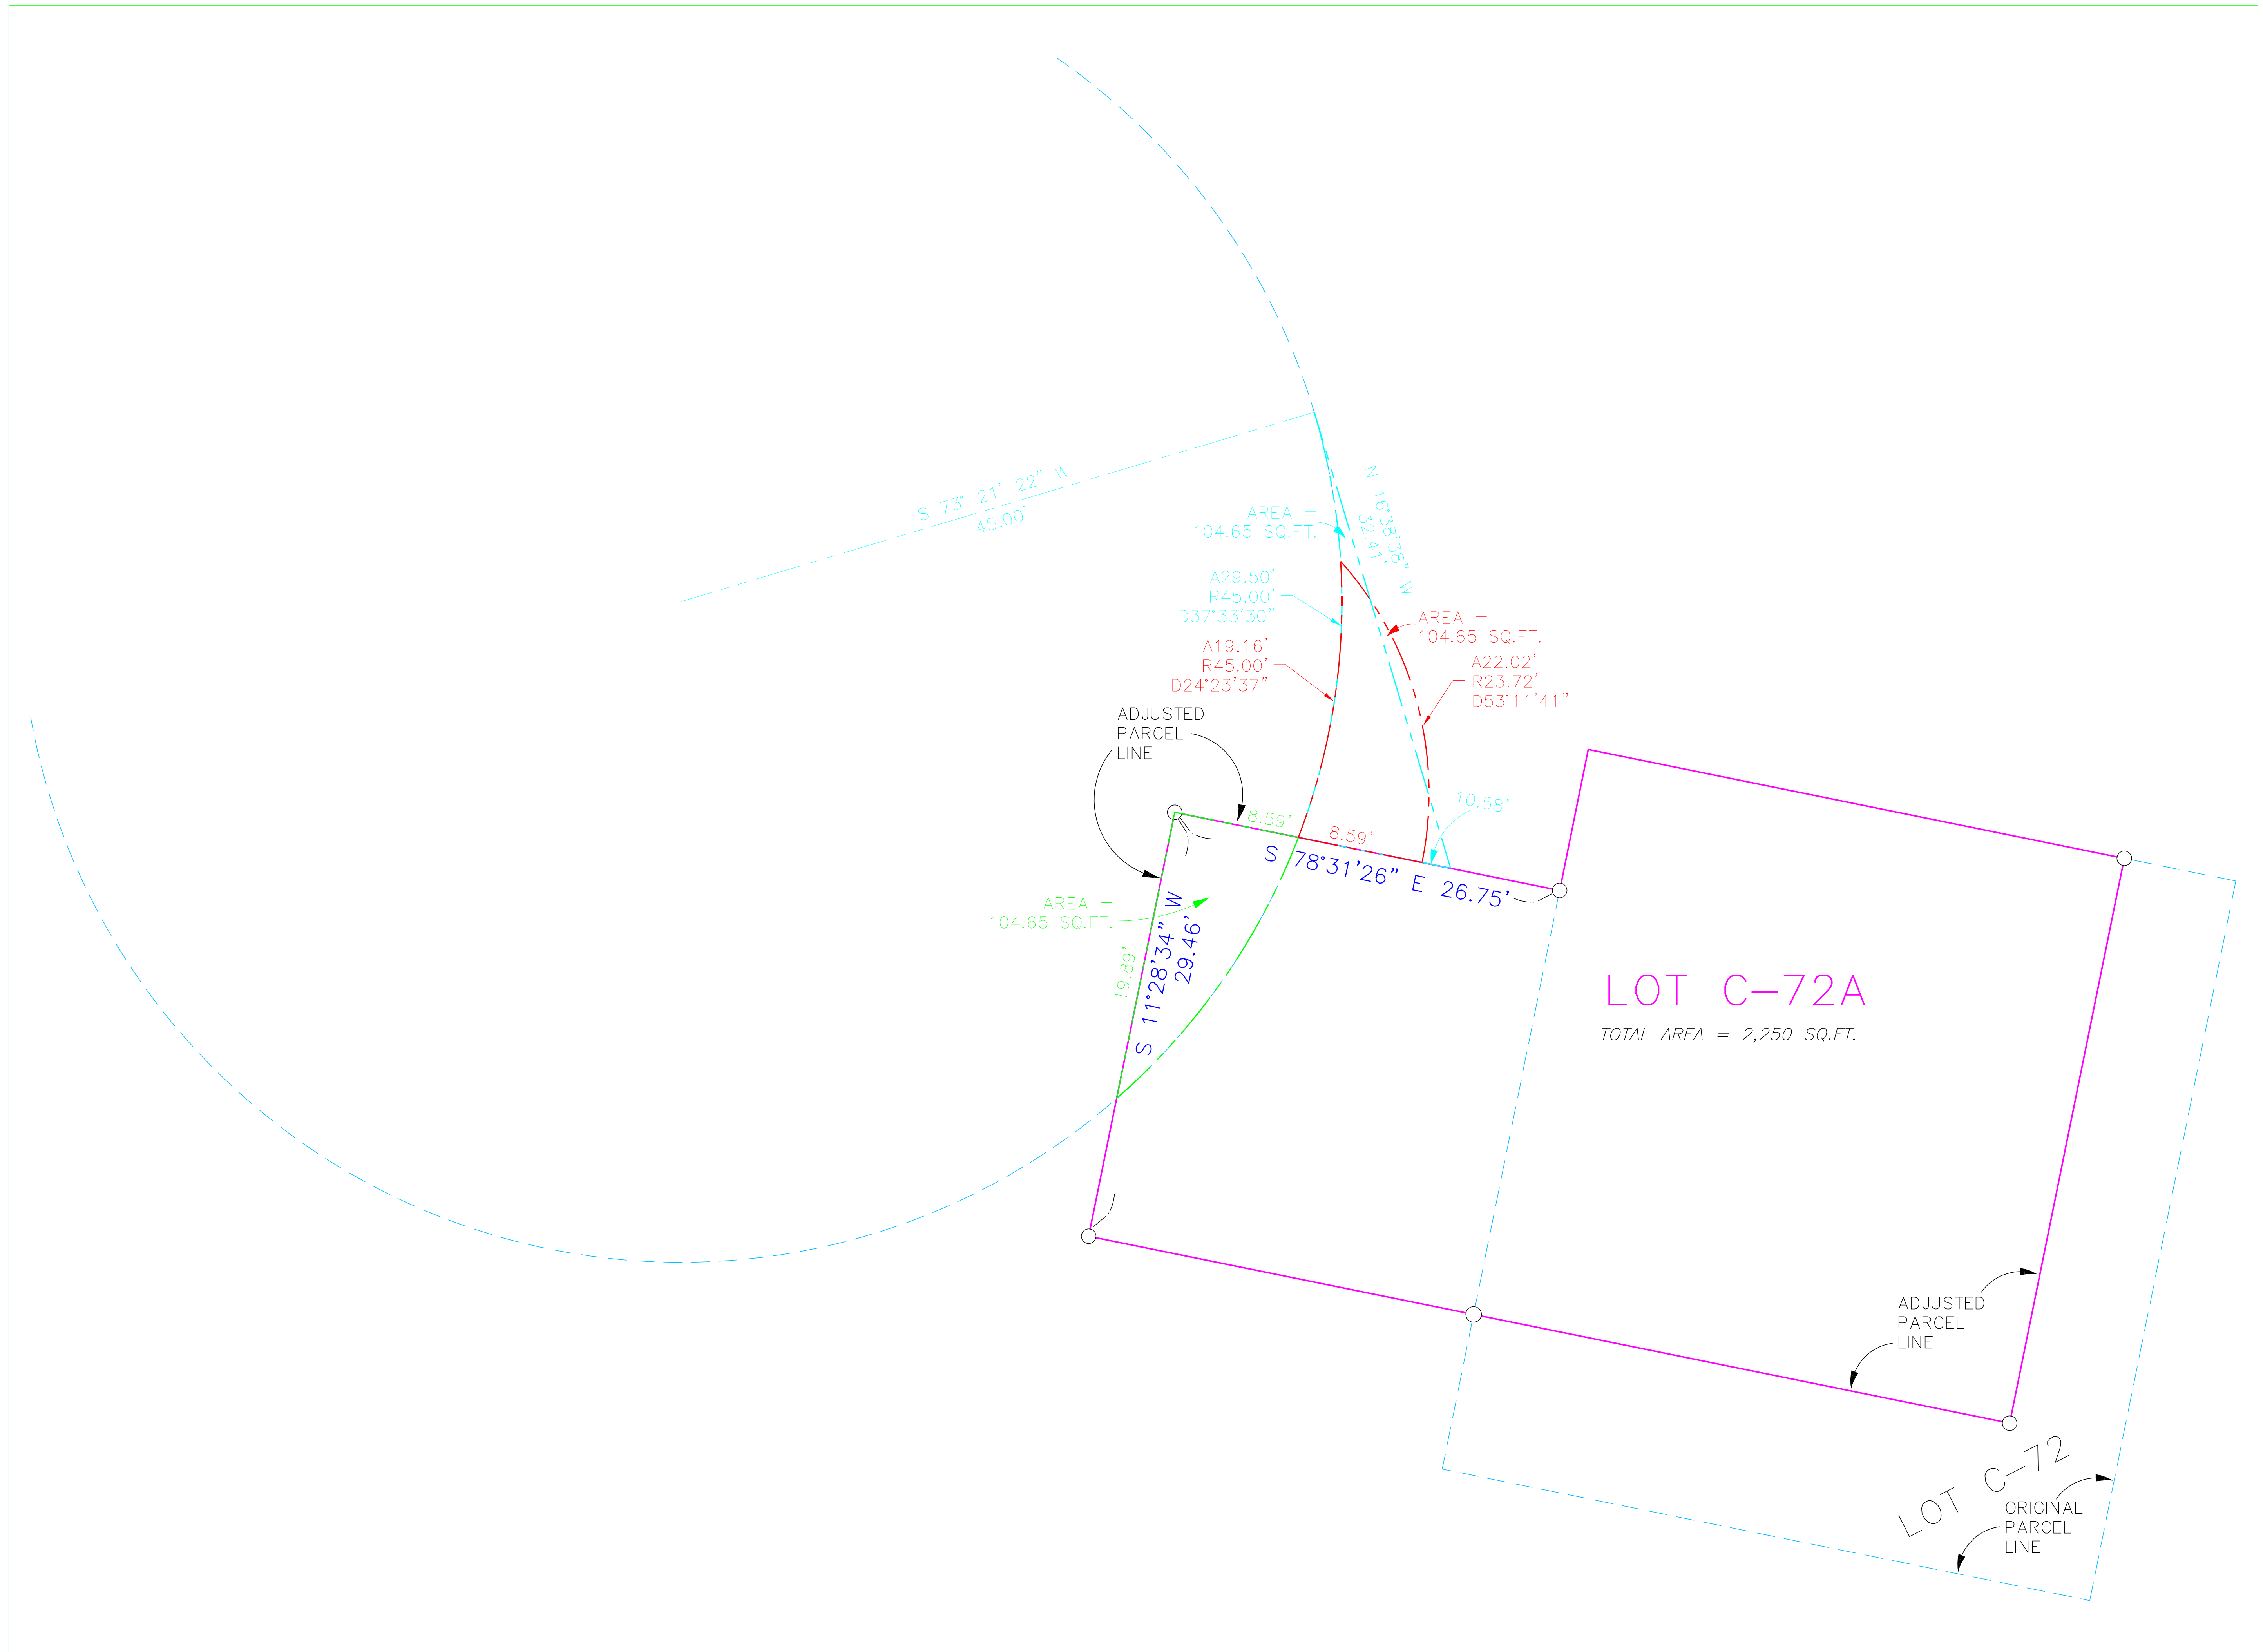 S 73° 21' 22" W
45.00'
N 16°38'38" W
32.41'
AREA =
104.65 SQ.FT.
A29.50'
R45.00'
D37°33'30"
AREA =
104.65 SQ.FT.
A19.16'
R45.00'
D24°23'37"
A22.02'
R23.72'
D53°11'41"
ADJUSTED
PARCEL
LINE
10.58'
8.59'
8.59'
S 78°31'26" E 26.75'
AREA =
104.65 SQ.FT.
19.89'
S 11°28'34" W
29.46'
LOT C-72A
TOTAL AREA = 2,250 SQ.FT.
ADJUSTED
PARCEL
LINE
LOT C-72
ORIGINAL
PARCEL
LINE